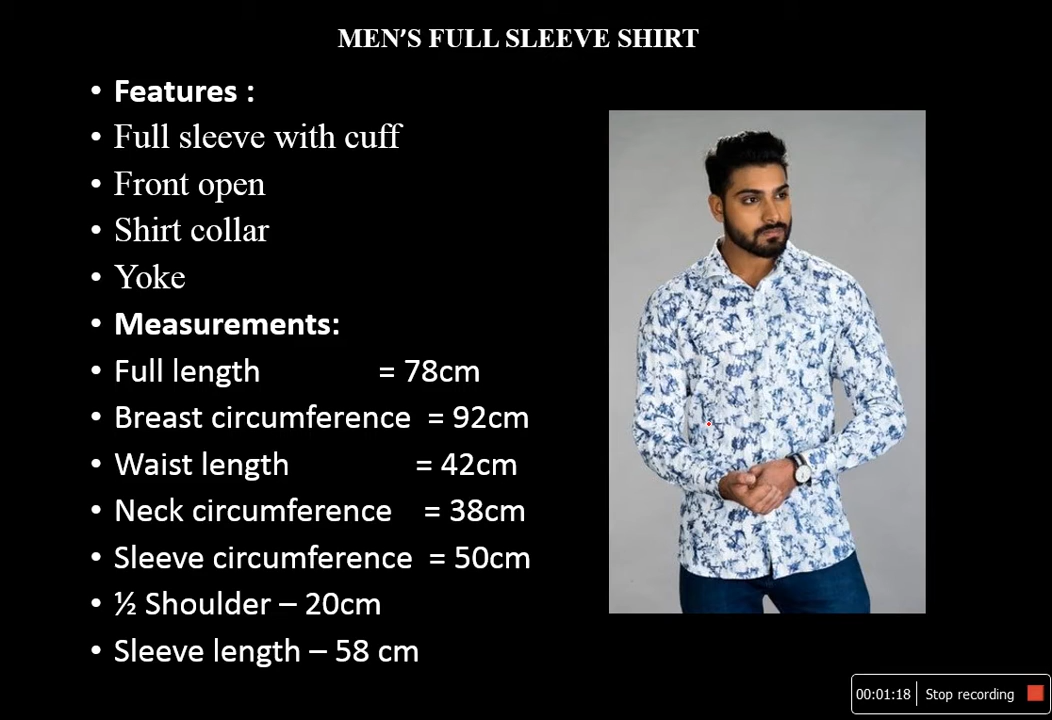 MEN'S FULL SLEEVE SHIRT
• Features :
• Full sleeve with cuff
• Front open
• Shirt collar
• Yoke
• Measurements:
• Full length = 78cm
• Breast circumference = 92cm
• Waist length = 42cm
• Neck circumference = 38cm
• Sleeve circumference = 50cm
• ½ Shoulder – 20cm
• Sleeve length – 58 cm
00:01:18 Stop recording